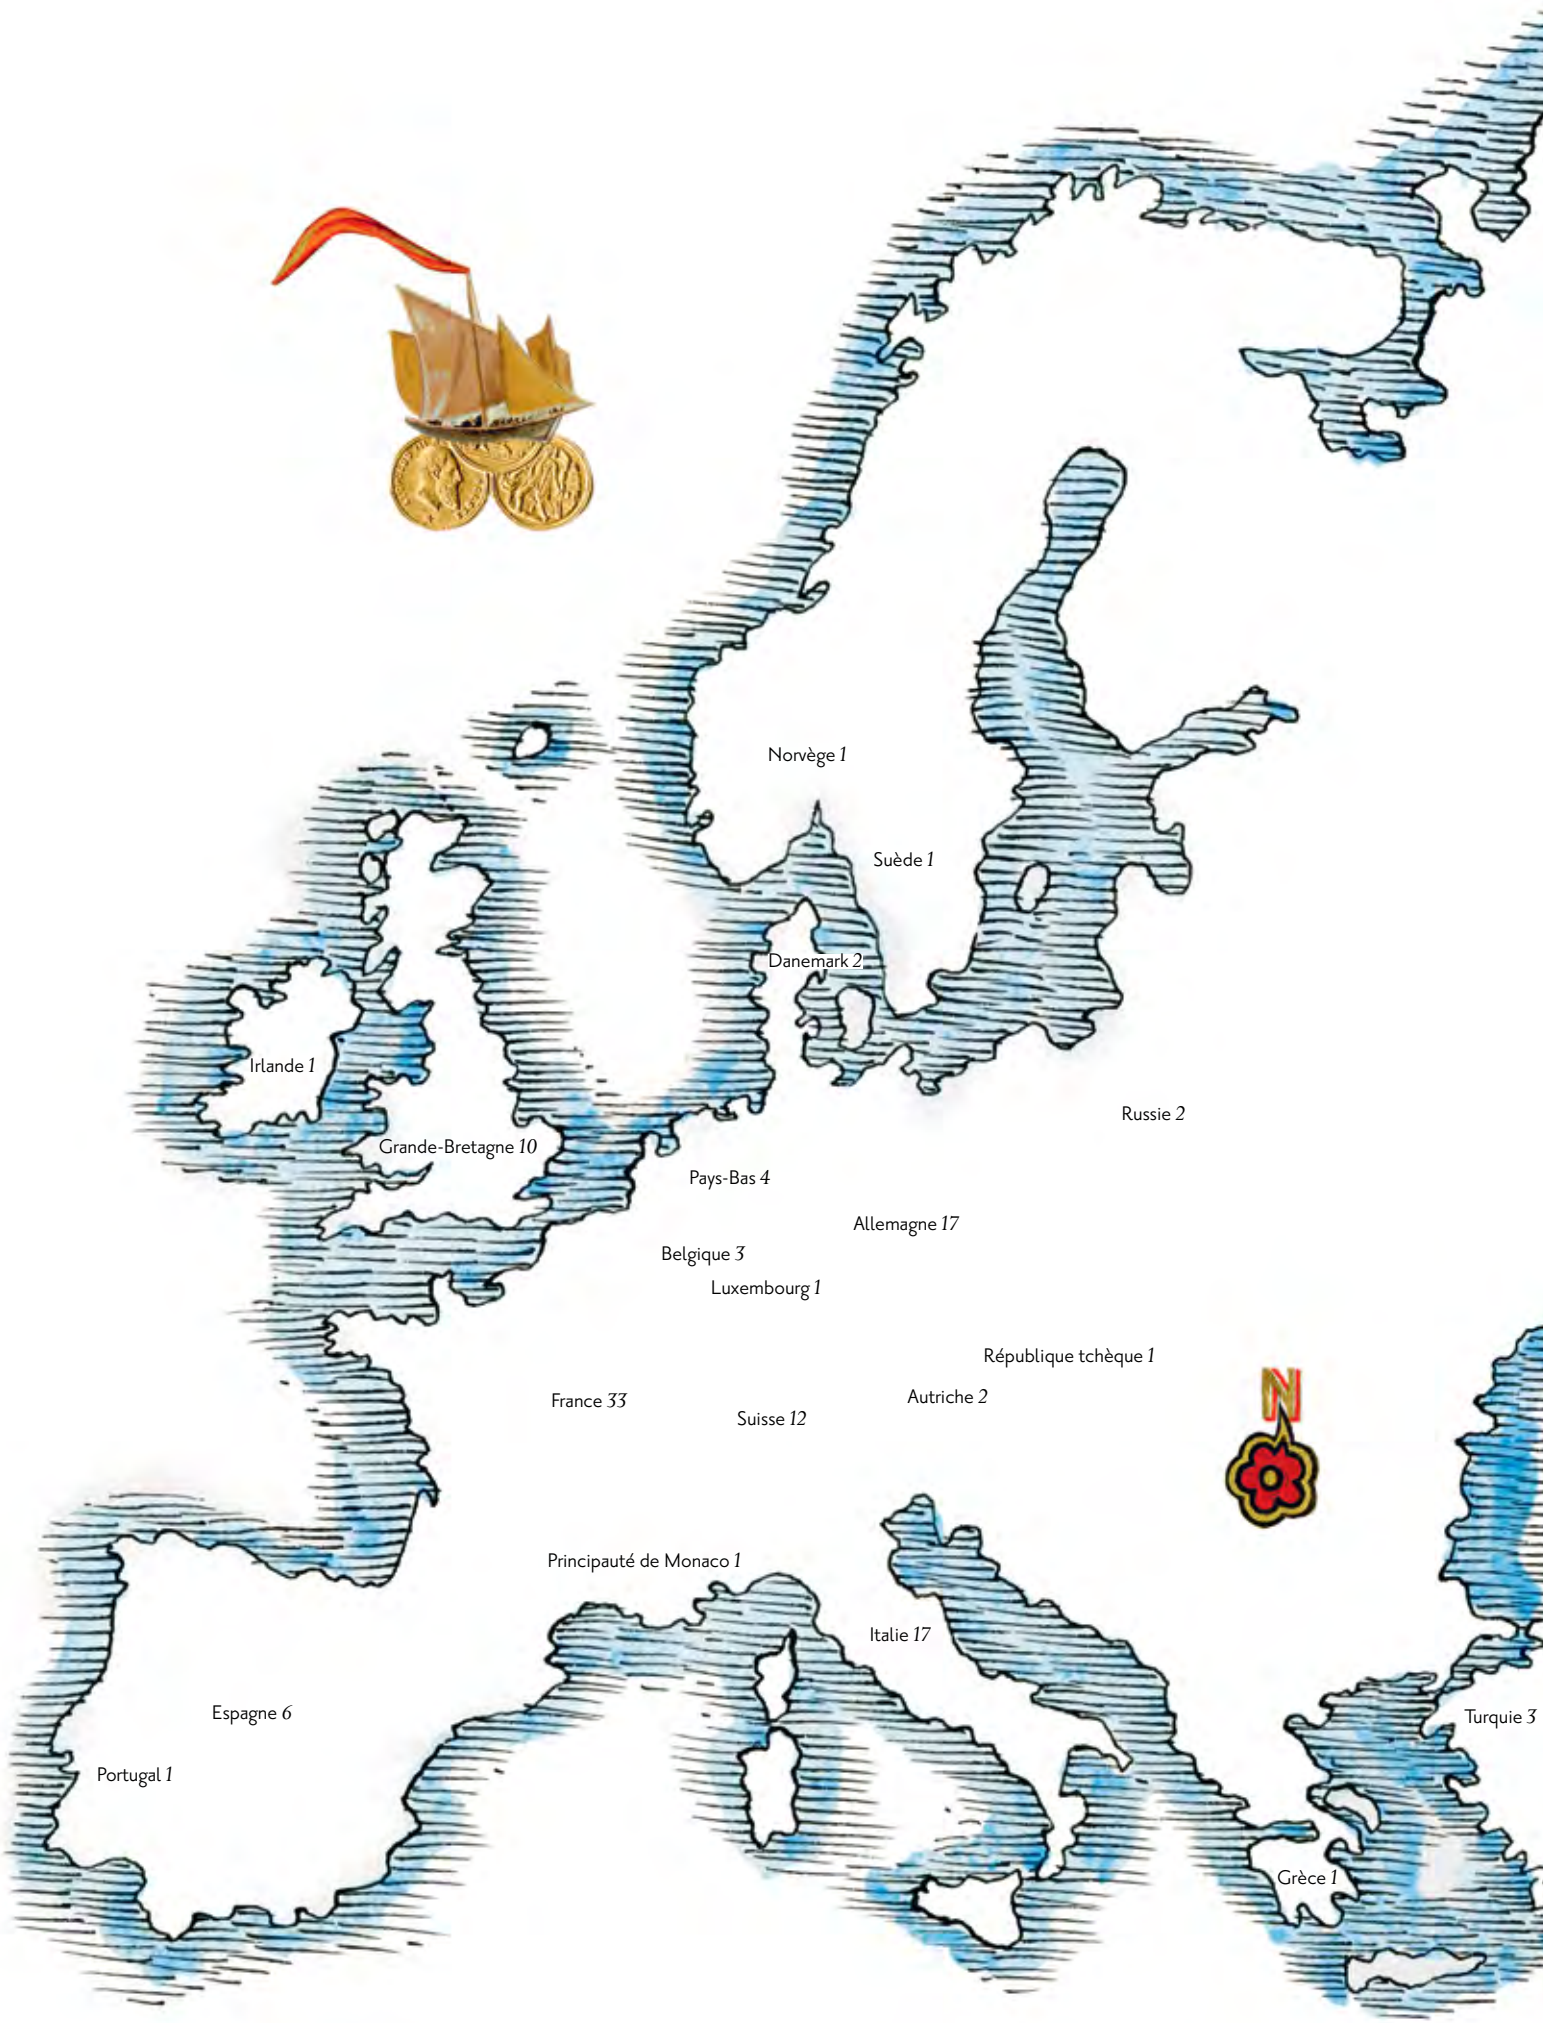 Norvège 1
Suède 1
Danemark 2
Irlande 1
Russie 2
Grande-Bretagne 10
Pays-Bas 4
Allemagne 17
Belgique 3
Luxembourg 1
République tchèque 1
N
France 33
Autriche 2
Suisse 12
Principauté de Monaco 1
Italie 17
Espagne 6
Turquie 3
Portugal 1
Grèce 1